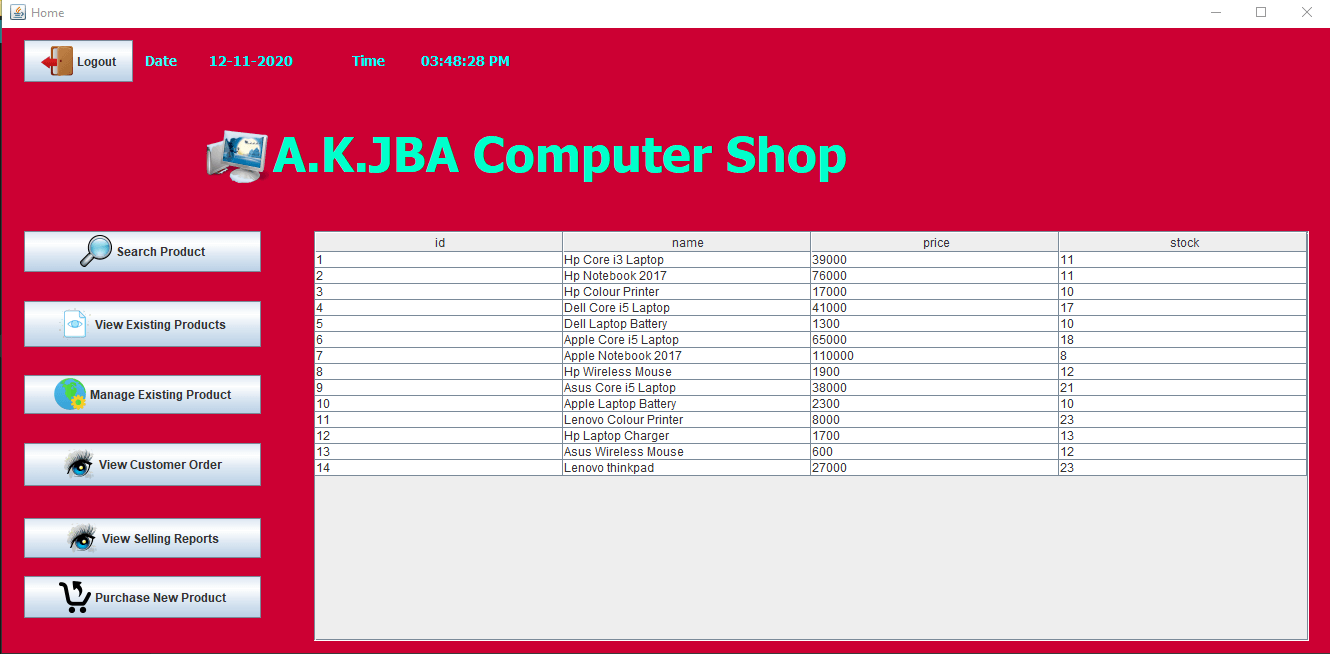 Home
Logout Date 12-11-2020 Time 03:48:28 PM
A.K.JBA Computer Shop
Search Product
View Existing Products
Manage Existing Product
View Customer Order
View Selling Reports
Purchase New Product
id name price stock
1 Hp Core i3 Laptop 39000 11
2 Hp Notebook 2017 76000 11
3 Hp Colour Printer 17000 10
4 Dell Core i5 Laptop 41000 17
5 Dell Laptop Battery 1300 10
6 Apple Core i5 Laptop 65000 18
7 Apple Notebook 2017 110000 8
8 Hp Wireless Mouse 1900 12
9 Asus Core i5 Laptop 38000 21
10 Apple Laptop Battery 2300 10
11 Lenovo Colour Printer 8000 23
12 Hp Laptop Charger 1700 13
13 Asus Wireless Mouse 600 12
14 Lenovo thinkpad 27000 23